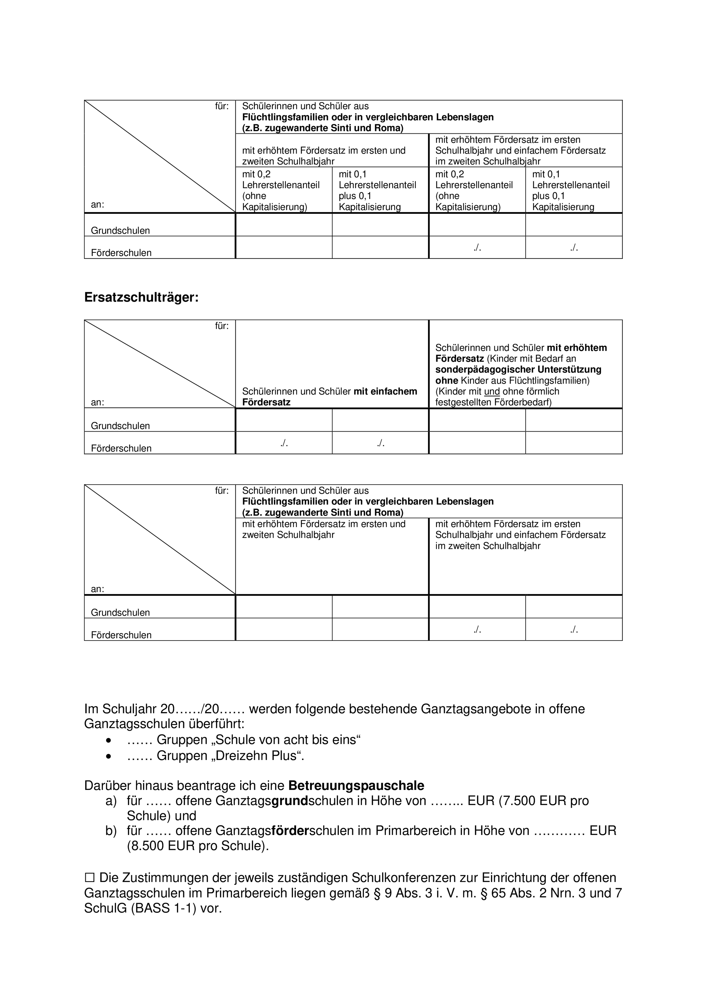 für:
Schülerinnen und Schüler aus
Flüchtlingsfamilien oder in vergleichbaren Lebenslagen
(z.B. zugewanderte Sinti und Roma)
mit erhöhtem Fördersatz im ersten und
zweiten Schulhalbjahr
mit erhöhtem Fördersatz im ersten
Schulhalbjahr und einfachem Fördersatz
im zweiten Schulhalbjahr
an:
mit 0,2
Lehrerstellenanteil
(ohne
Kapitalisierung)
mit 0,1
Lehrerstellenanteil
plus 0,1
Kapitalisierung
mit 0,2
Lehrerstellenanteil
(ohne
Kapitalisierung)
mit 0,1
Lehrerstellenanteil
plus 0,1
Kapitalisierung
Grundschulen
Förderschulen ./. ./.
Ersatzschulträger:
für:
an:
Schülerinnen und Schüler mit einfachem
Fördersatz
Schülerinnen und Schüler mit erhöhtem
Fördersatz (Kinder mit Bedarf an
sonderpädagogischer Unterstützung
ohne Kinder aus Flüchtlingsfamilien)
(Kinder mit und ohne förmlich
festgestellten Förderbedarf)
Grundschulen
Förderschulen ./. ./.
für:
Schülerinnen und Schüler aus
Flüchtlingsfamilien oder in vergleichbaren Lebenslagen
(z.B. zugewanderte Sinti und Roma)
mit erhöhtem Fördersatz im ersten und
zweiten Schulhalbjahr
mit erhöhtem Fördersatz im ersten
Schulhalbjahr und einfachem Fördersatz
im zweiten Schulhalbjahr
an:
Grundschulen
Förderschulen ./. ./.
Im Schuljahr 20……/20…… werden folgende bestehende Ganztagsangebote in offene
Ganztagsschulen überführt:
• …… Gruppen „Schule von acht bis eins“
• …… Gruppen „Dreizehn Plus“.
Darüber hinaus beantrage ich eine Betreuungspauschale
a) für …… offene Ganztagsgrundschulen in Höhe von …….. EUR (7.500 EUR pro
Schule) und
b) für …… offene Ganztagsförderschulen im Primarbereich in Höhe von ………… EUR
(8.500 EUR pro Schule).
☐ Die Zustimmungen der jeweils zuständigen Schulkonferenzen zur Einrichtung der offenen
Ganztagsschulen im Primarbereich liegen gemäß § 9 Abs. 3 i. V. m. § 65 Abs. 2 Nrn. 3 und 7
SchulG (BASS 1-1) vor.